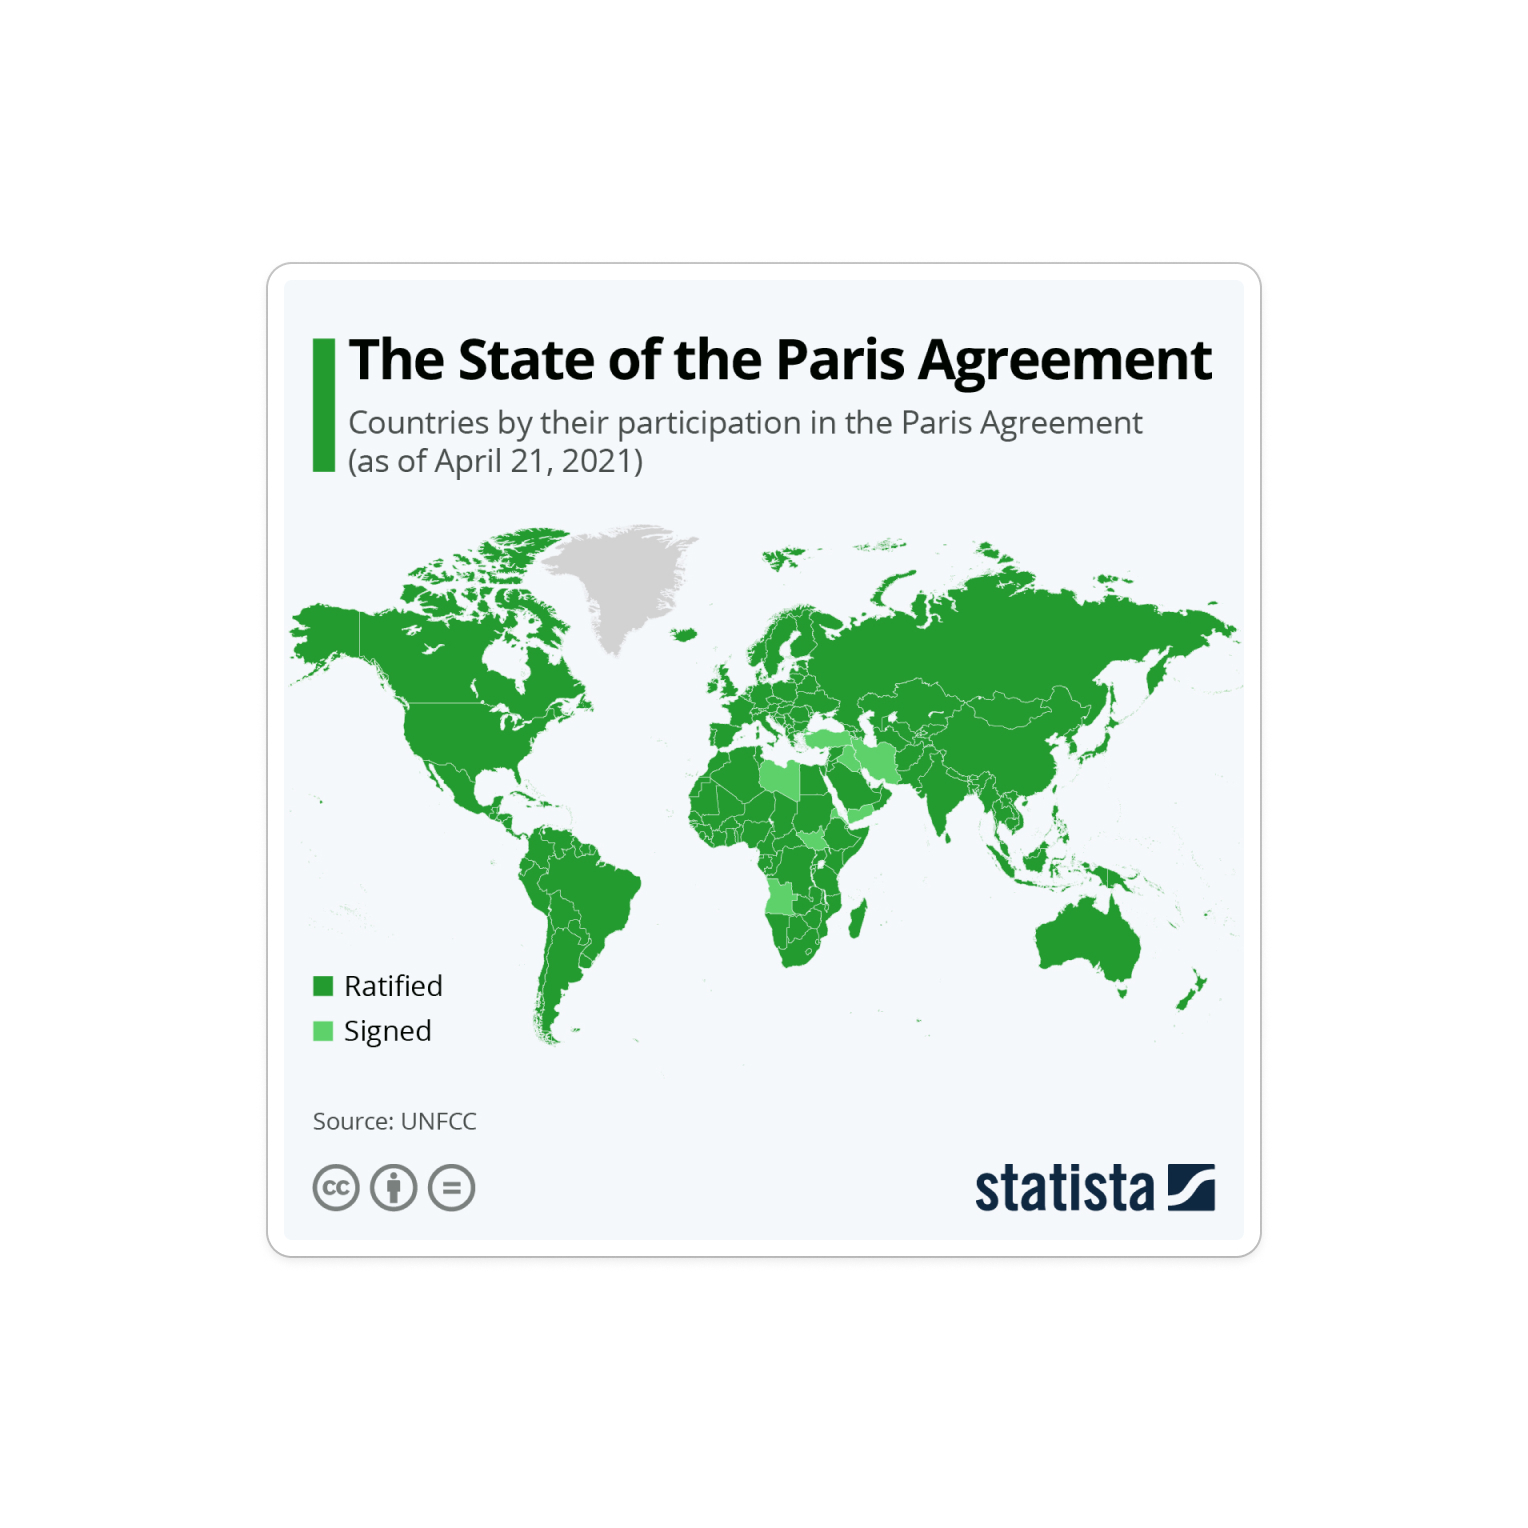 The State of the Paris Agreement
Countries by their participation in the Paris Agreement
(as of April 21, 2021)
Ratified
Signed
Source: UNFCC
cc
=
statista